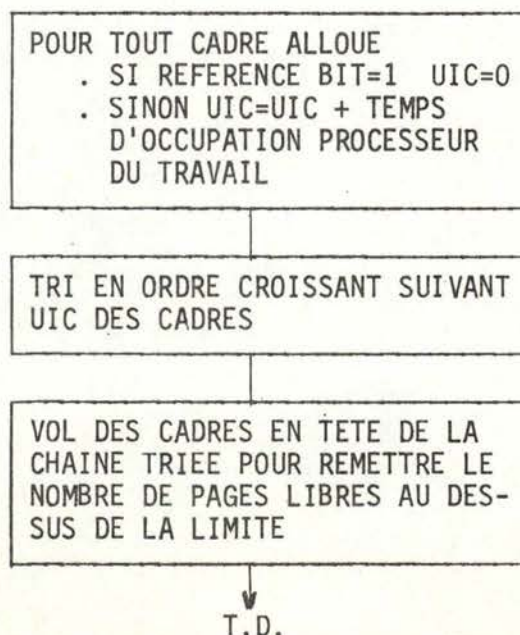 POUR TOUT CADRE ALLOUE
. SI REFERENCE BIT=1 UIC=0
. SINON UIC=UIC + TEMPS
D'OCCUPATION PROCESSEUR
DU TRAVAIL
TRI EN ORDRE CROISSANT SUIVANT
UIC DES CADRES
VOL DES CADRES EN TETE DE LA
CHAINE TRIEE POUR REMETTRE LE
NOMBRE DE PAGES LIBRES AU DES-
SUS DE LA LIMITE
T.D.